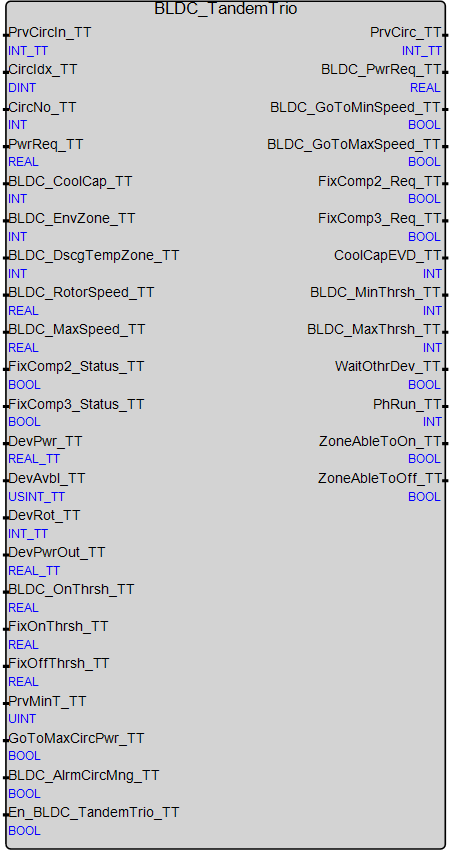 BLDC_TandemTrio
PrvCircIn_TT
INT_TT
CircIdx_TT
DINT
CircNo_TT
INT
PwrReq_TT
REAL
BLDC_CoolCap_TT
INT
BLDC_EnvZone_TT
INT
BLDC_DscgTempZone_TT
INT
BLDC_RotorSpeed_TT
REAL
BLDC_MaxSpeed_TT
REAL
FixComp2_Status_TT
BOOL
FixComp3_Status_TT
BOOL
DevPwr_TT
REAL_TT
DevAvbl_TT
USINT_TT
DevRot_TT
INT_TT
DevPwrOut_TT
REAL_TT
BLDC_OnThrsh_TT
REAL
FixOnThrsh_TT
REAL
FixOffThrsh_TT
REAL
PrvMinT_TT
UINT
GoToMaxCircPwr_TT
BOOL
BLDC_AlrmCircMng_TT
BOOL
En_BLDC_TandemTrio_TT
BOOL
PrvCirc_TT
INT_TT
BLDC_PwrReq_TT
REAL
BLDC_GoToMinSpeed_TT
BOOL
BLDC_GoToMaxSpeed_TT
BOOL
FixComp2_Req_TT
BOOL
FixComp3_Req_TT
BOOL
CoolCapEVD_TT
INT
BLDC_MinThrsh_TT
INT
BLDC_MaxThrsh_TT
INT
WaitOthrDev_TT
BOOL
PhRun_TT
INT
ZoneAbleToOn_TT
BOOL
ZoneAbleToOff_TT
BOOL